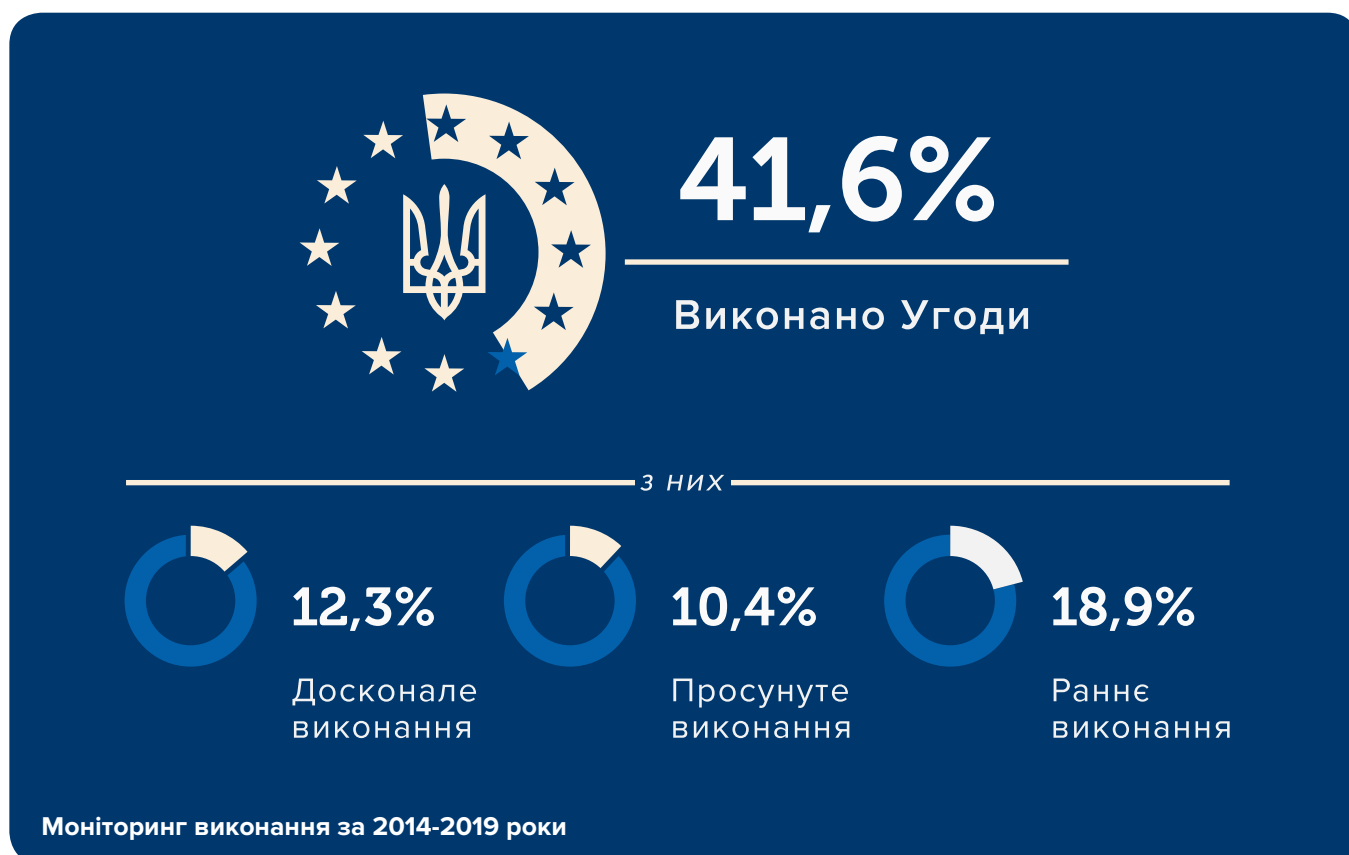 41,6%
Виконано Угоди
з них
12,3%
Досконале
виконання
10,4%
Просунуте
виконання
18,9%
Раннє
виконання
Моніторинг виконання за 2014-2019 роки